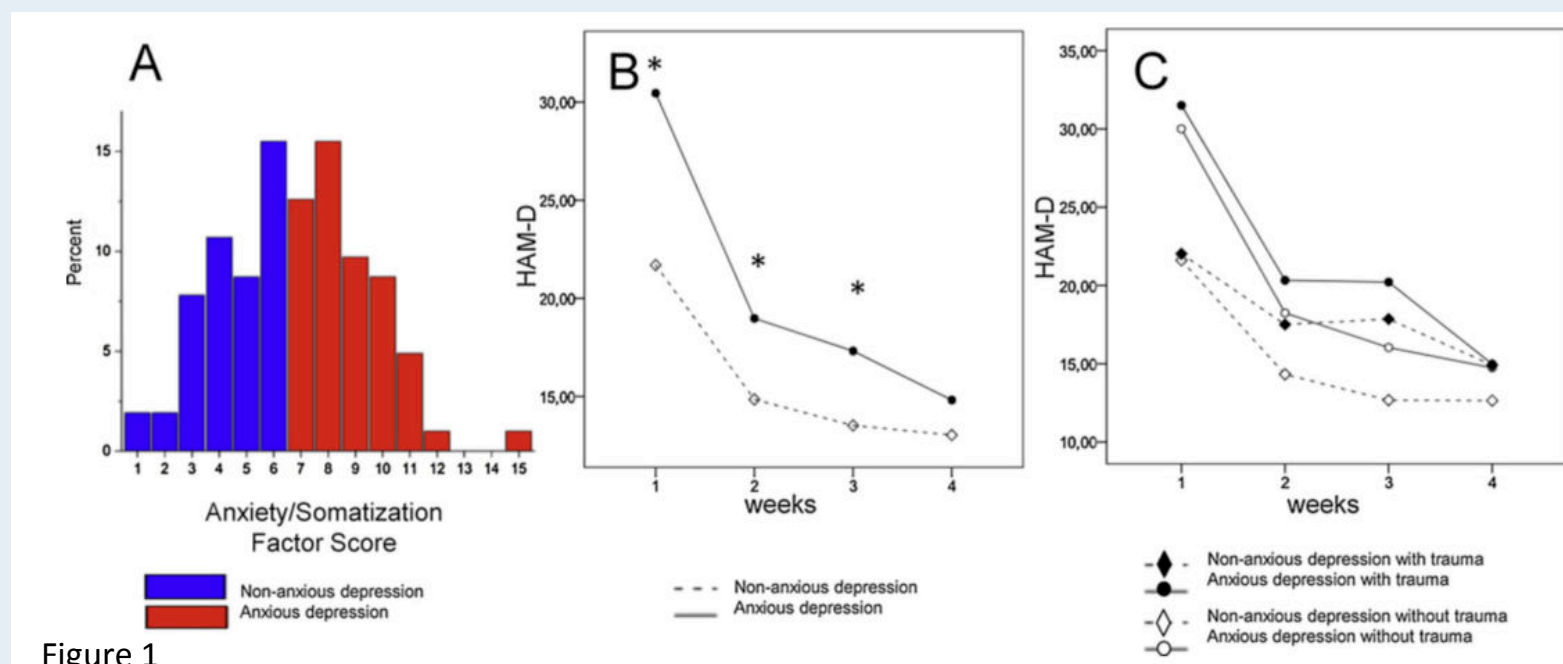 A
15
10
5
0
Percent
1 2 3 4 5 6 7 8 9 10 11 12 13 14 15
Anxiety/Somatization
Factor Score
Non-anxious depression
Anxious depression
B
*
*
*
30,00
25,00
20,00
15,00
HAM-D
1 2 3 4
weeks
Non-anxious depression
Anxious depression
C
35,00
30,00
25,00
20,00
15,00
10,00
HAM-D
1 2 3 4
weeks
Non-anxious depression with trauma
Anxious depression with trauma
Non-anxious depression without trauma
Anxious depression without trauma
Figure 1